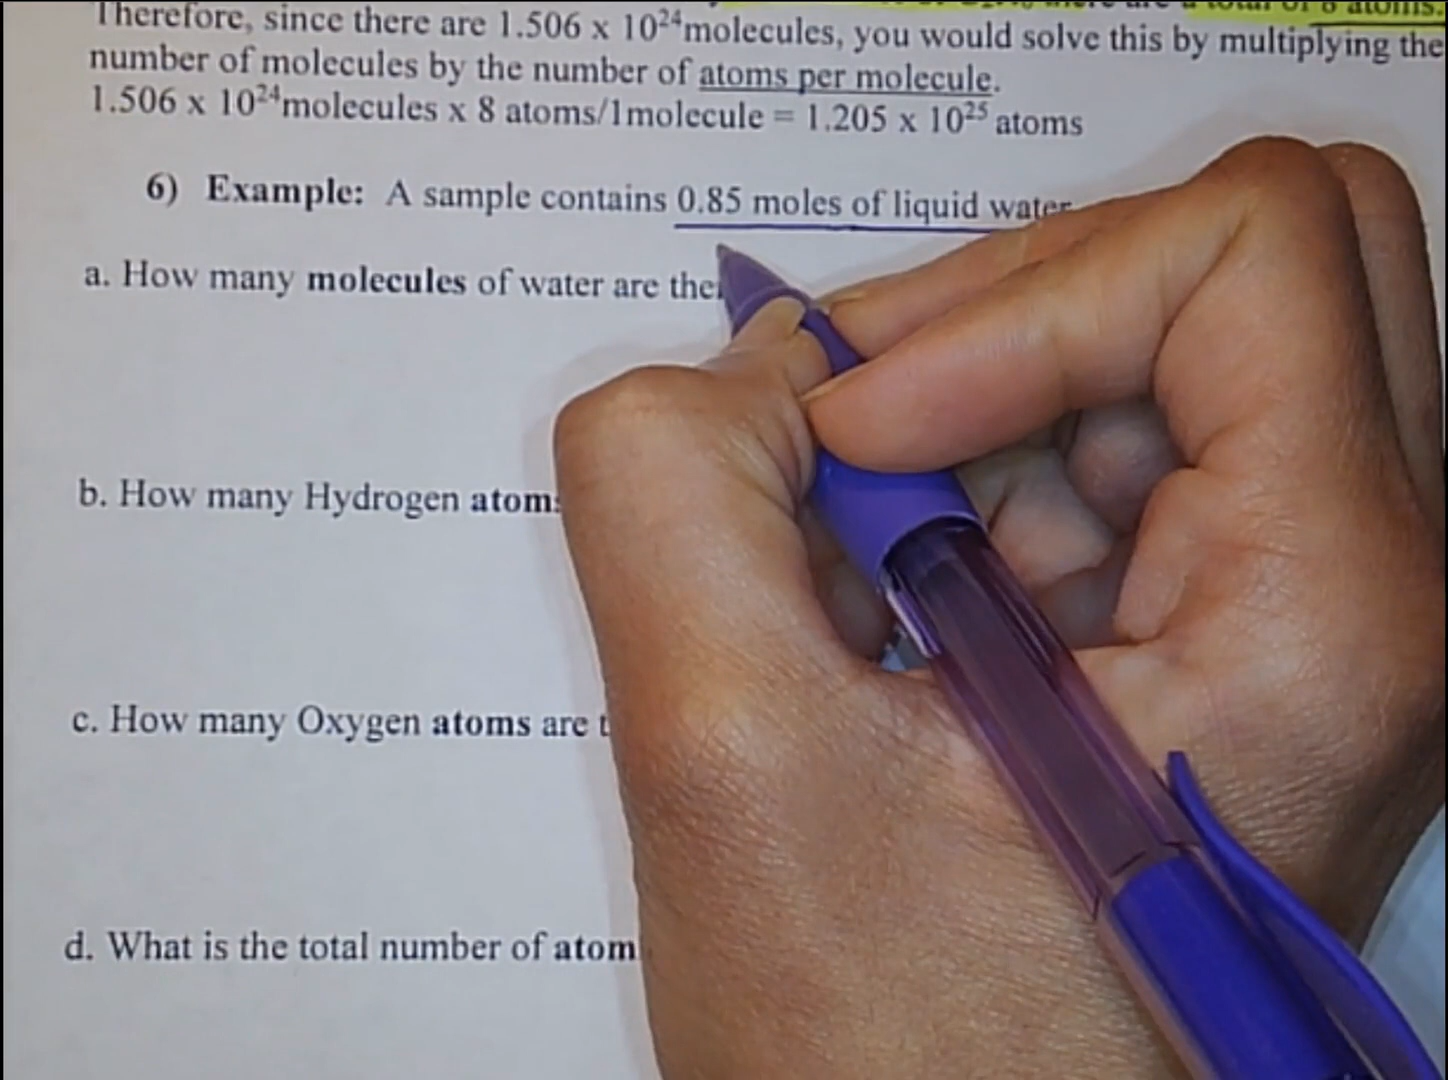 Therefore, since there are 1.506 x 10²⁴molecules, you would solve this by multiplying the
number of molecules by the number of atoms per molecule.
1.506 x 10²⁴molecules x 8 atoms/1molecule = 1.205 x 10²⁵ atoms
6) Example: A sample contains 0.85 moles of liquid water
a. How many molecules of water are
b. How many Hydrogen atoms
c. How many Oxygen atoms are
d. What is the total number of